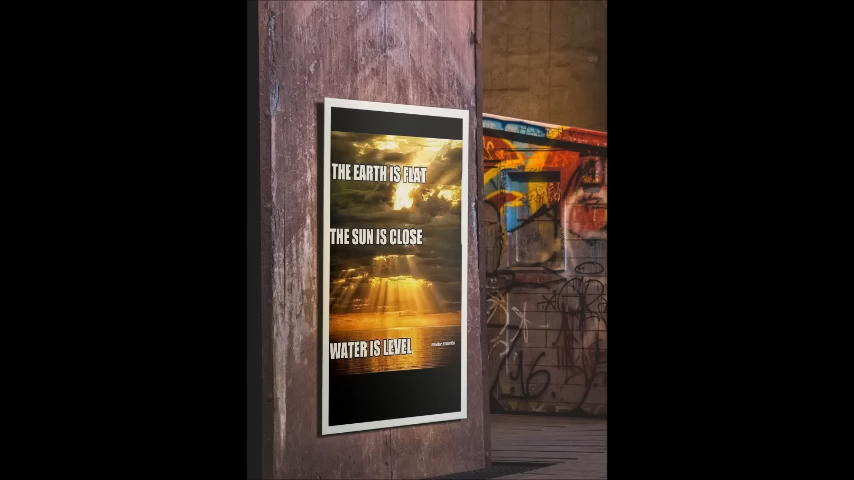 THE EARTH IS FLAT
THE SUN IS CLOSE
WATER IS LEVEL